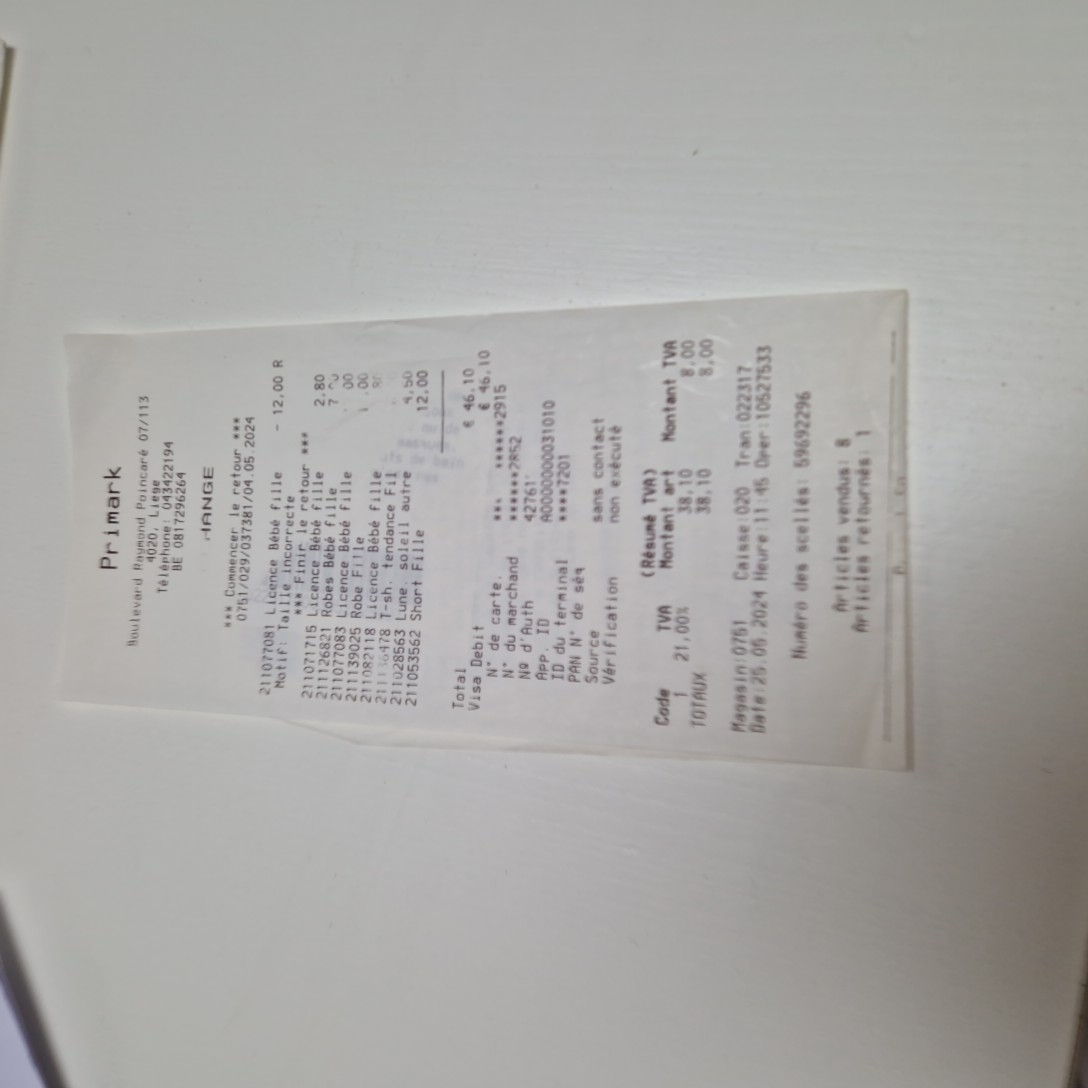 Primark
Boulevard Raymond Poincaré 07/113
4020, Liege
Téléphone: 043422194
BE 0817296264
HANGE
*** Commencer le retour ***
0751/029/037381/04.05.2024
211077081 Licence Bébé fille - 12,00 R
Motif: Taille incorrecte
*** Finir le retour ***
211071715 Licence Bébé fille 2.80
211126821 Robes Bébé fille
211077083 Licence Bébé fille
211139025 Robe Fille
211082118 Licence Bébé fille
T-sh. tendance Fil
211028563 Lune. soleil autre 4.50
211053562 Short Fille 12.00
Total € 46.10
Visa Debit € 46.10
N° de carte. *** ******2915
N° du marchand ******7852
Nº d'Auth 42761
APP. ID A0000000031010
ID du terminal ****7201
PAN N° de séq
Source sans contact
Vérification non exécuté
(Résumé TVA)
Code TVA Montant art Montant TVA
1 21,00% 38,10 8,00
TOTAUX 38,10 8,00
Magasin:0751 Caisse:020 Tran:022317
Date:25.05.2024 Heure:11:45 Oper:10527533
Numéro des scellés: 59692296
Articles vendus: 8
Articles retournés: 1